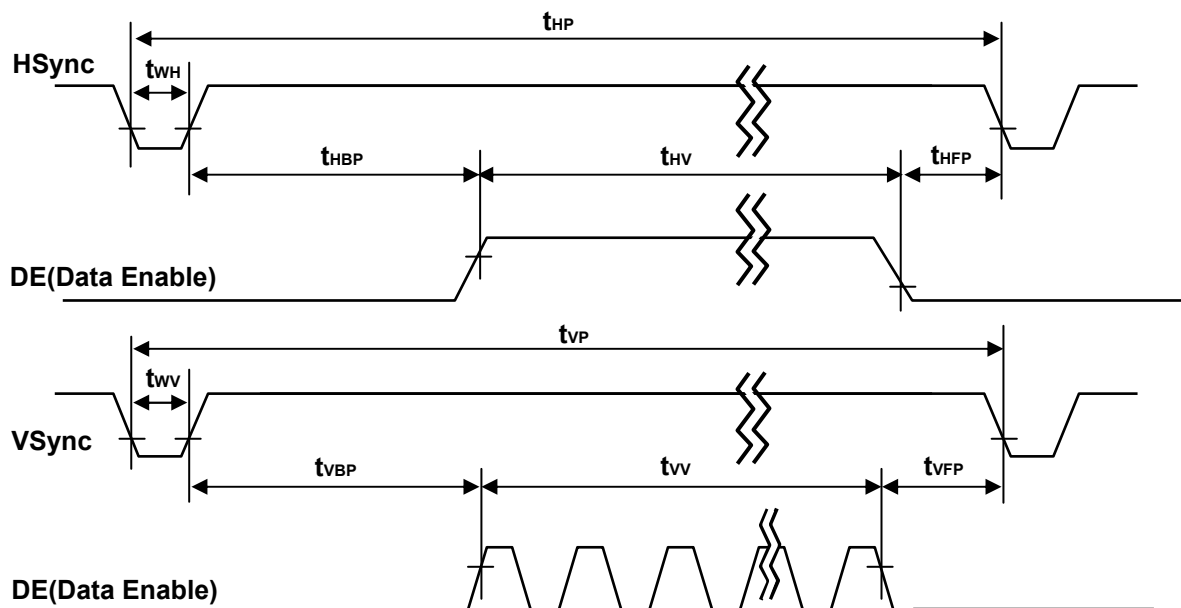 tHP
HSync
tWH
tHBP
tHV
tHFP
DE(Data Enable)
tVP
tWV
VSync
tVBP
tVV
tVFP
DE(Data Enable)